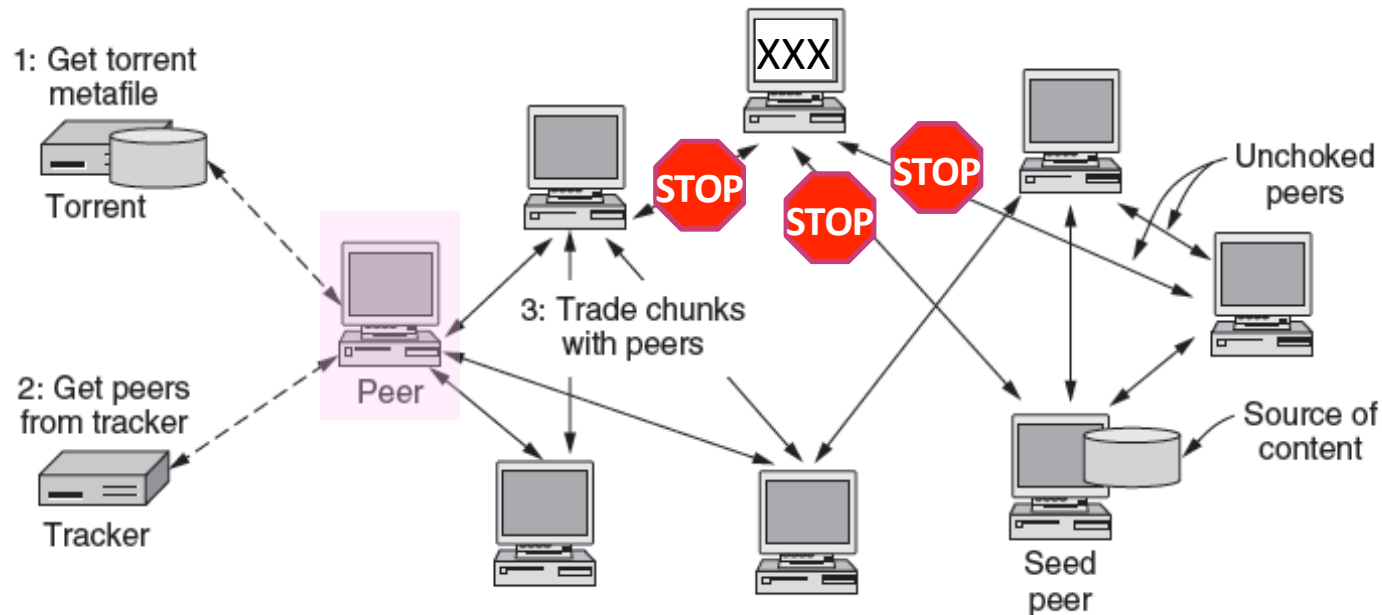 1: Get torrent
metafile
Torrent
XXX
STOP
STOP
STOP
Unchoked
peers
3: Trade chunks
with peers
Peer
2: Get peers
from tracker
Tracker
Source of
content
Seed
peer